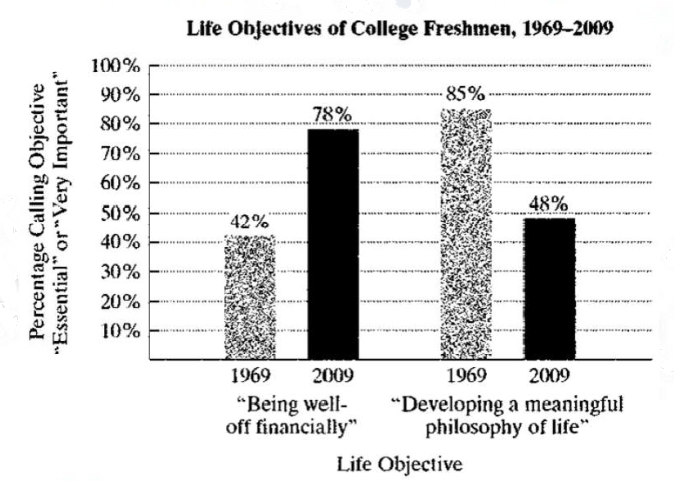 Life Objectives of College Freshmen, 1969–2009
Percentage Calling Objective
"Essential" or "Very Important"
100%
90%
80%
70%
60%
50%
40%
30%
20%
10%
42%
78%
85%
48%
1969
2009
1969
2009
"Being well-
off financially"
"Developing a meaningful
philosophy of life"
Life Objective